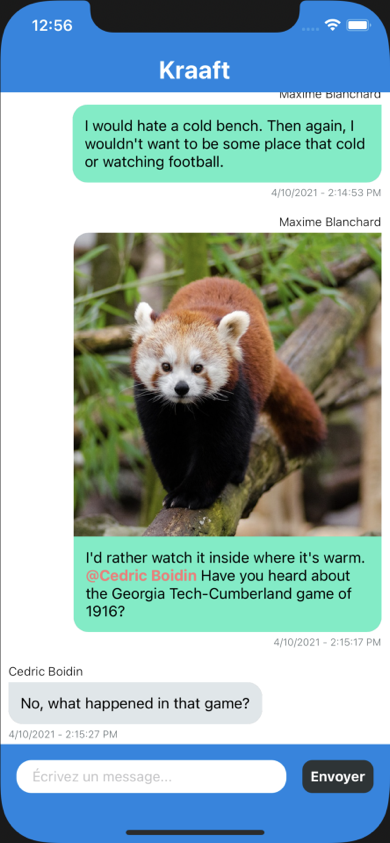 12:56
Kraaft
Maxime Blanchard
I would hate a cold bench. Then again, I
wouldn't want to be some place that cold
or watching football.
4/10/2021 - 2:14:53 PM
Maxime Blanchard
I'd rather watch it inside where it's warm.
@Cedric Boidin Have you heard about
the Georgia Tech-Cumberland game of
1916?
4/10/2021 - 2:15:17 PM
Cedric Boidin
No, what happened in that game?
4/10/2021 - 2:15:27 PM
Écrivez un message...
Envoyer